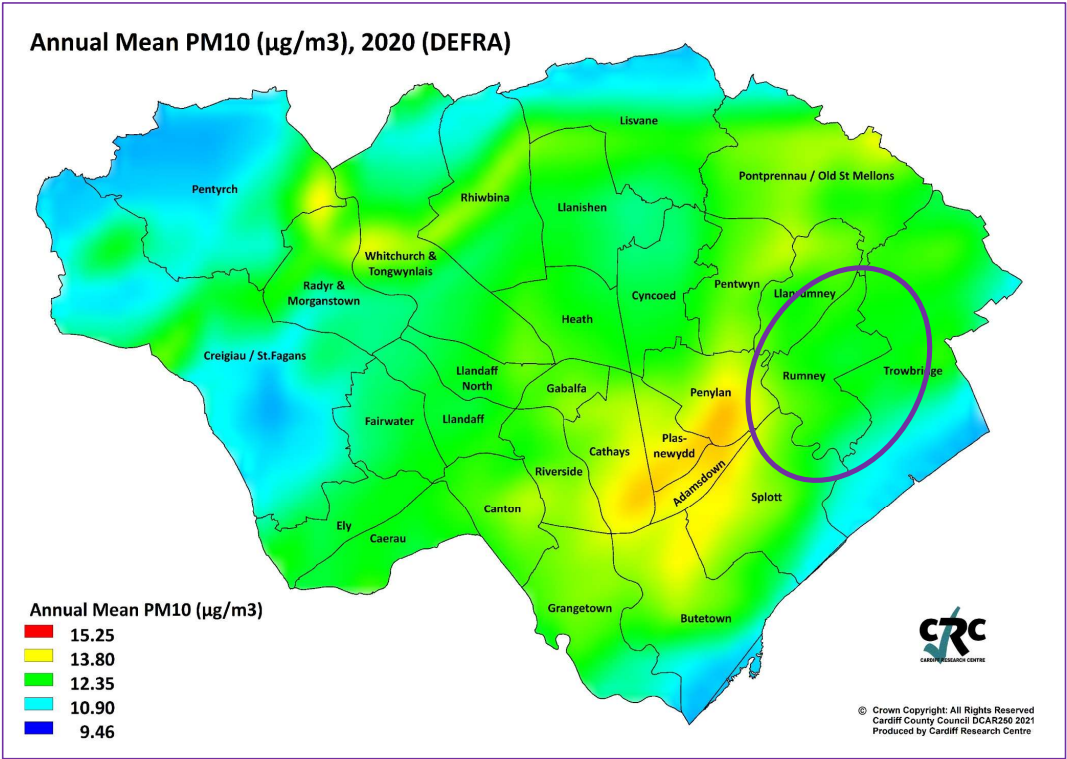 Annual Mean PM10 (µg/m3), 2020 (DEFRA)
Lisvane
Pontprennau / Old St Mellons
Pentyrch
Rhiwbina
Llanishen
Whitchurch &
Tongwynlais
Radyr &
Morganstown
Cyncoed
Pentwyn
Llanrumney
Heath
Creigiau / St.Fagans
Llandaff
North
Gabalfa
Penylan
Rumney
Trowbridge
Fairwater
Llandaff
Cathays
Plas-
newydd
Riverside
Adamsdown
Splott
Canton
Ely
Caerau
Grangetown
Butetown
Annual Mean PM10 (µg/m3)
15.25
13.80
12.35
10.90
9.46
CRC
CARDIFF RESEARCH CENTRE
© Crown Copyright: All Rights Reserved
Cardiff County Council DCAR250 2021
Produced by Cardiff Research Centre